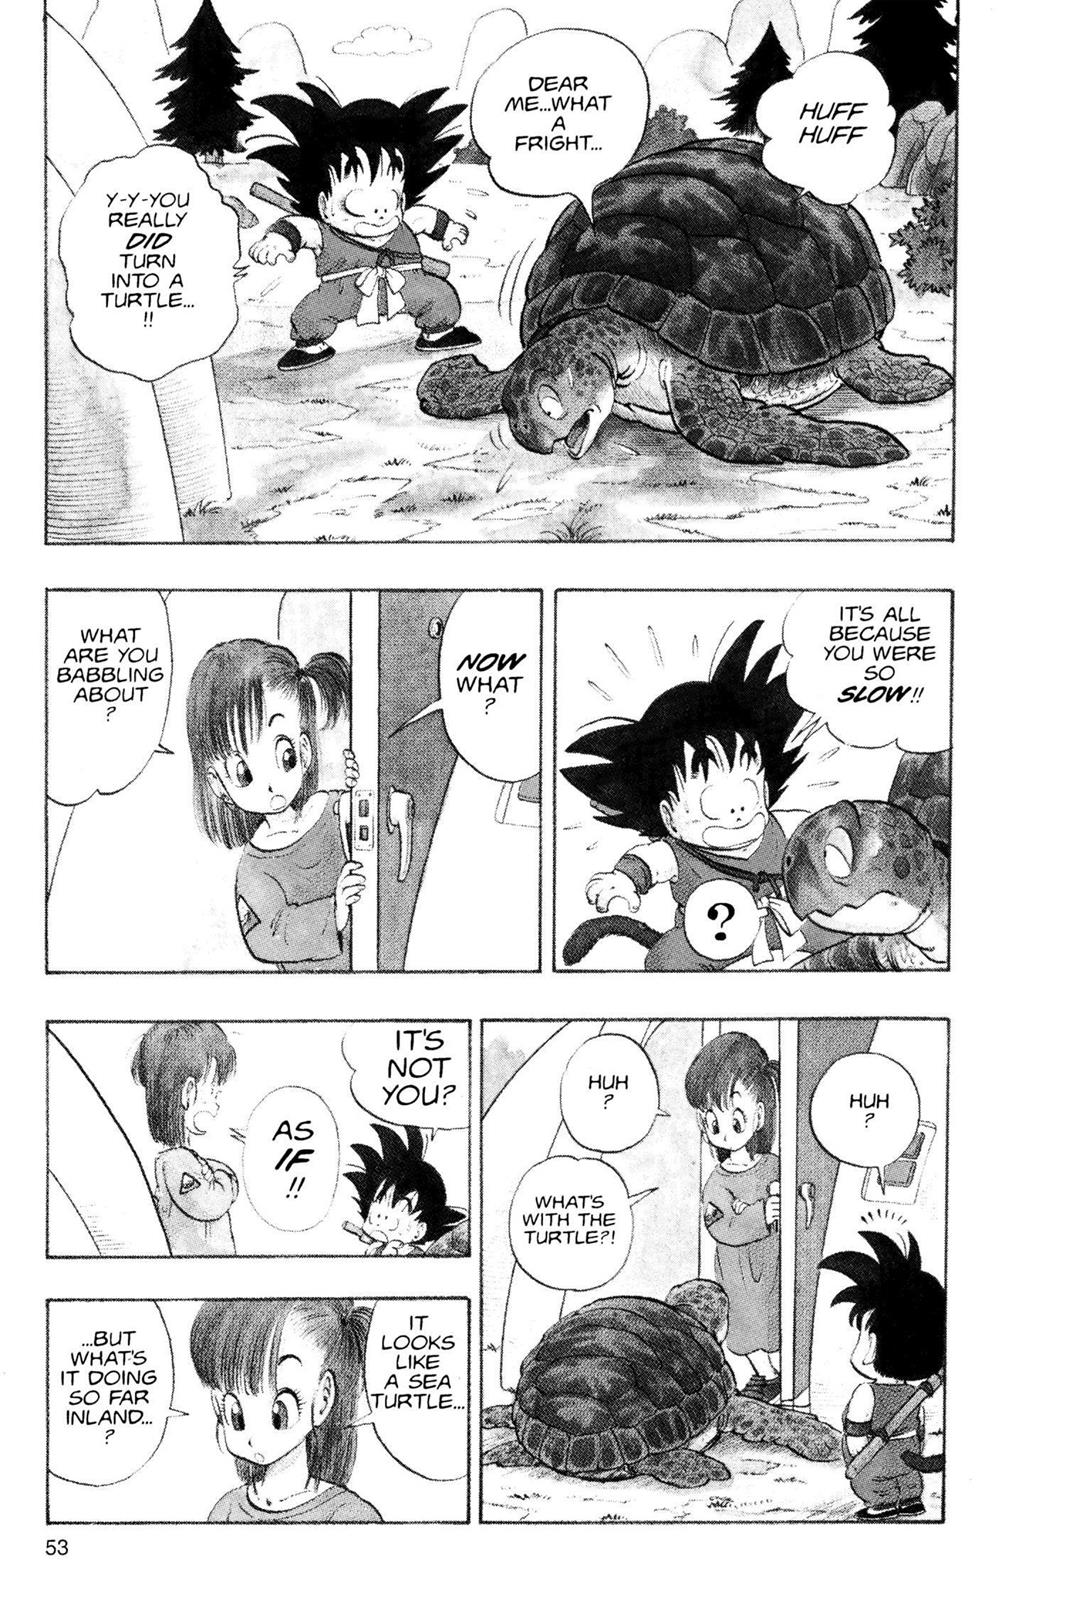 HUFF
HUFF
DEAR
ME...WHAT
A
FRIGHT...
Y-Y-YOU
REALLY
DID
TURN
INTO A
TURTLE...
!!
IT'S ALL
BECAUSE
YOU WERE
SO
SLOW!!
?
NOW
WHAT
?
WHAT
ARE YOU
BABBLING
ABOUT
?
IT'S
NOT
YOU?
AS
IF
!!
HUH
?
HUH
?
WHAT'S
WITH THE
TURTLE?!
IT
LOOKS
LIKE
A SEA
TURTLE...
...BUT
WHAT'S
IT DOING
SO FAR
INLAND...
?
53